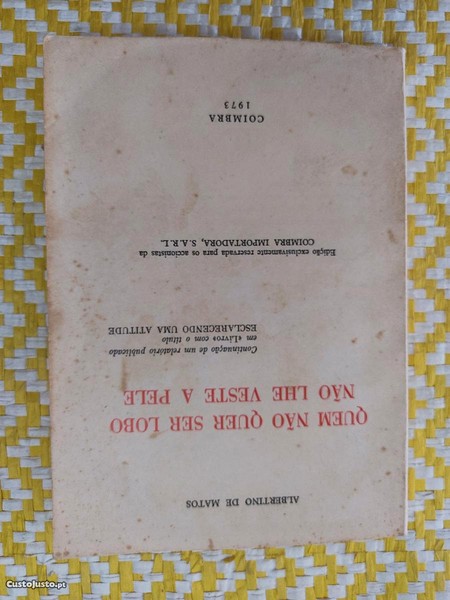 ALBERTINO DE MATOS
QUEM NÃO QUER SER LOBO
NÃO LHE VESTE A PELE
Continuação de um relatório publicado
em «Livro» com o título
ESCLARECENDO UMA ATITUDE
Edição exclusivamente reservada para os accionistas da
COIMBRA IMPORTADORA, S. A. R. L.
COIMBRA
1973
CustoJusto.pt